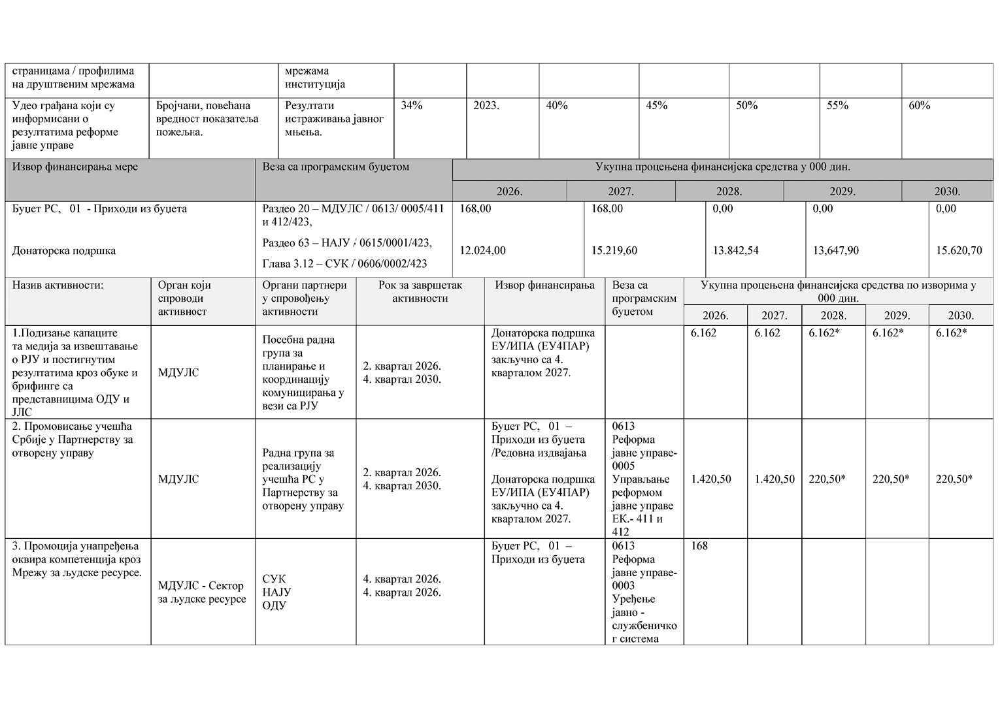 страницама / профилима
на друштвеним мрежама
мрежама
институција
Удео грађана који су
информисани о
резултатима реформе
јавне управе
Бројчани, повећана
вредност показатеља
пожељна.
Резултати
истраживања јавног
мњења.
34%
2023.
40%
45%
50%
55%
60%
Извор финансирања мере
Веза са програмским буџетом
Укупна процењена финансијска средства у 000 дин.
2026.
2027.
2028.
2029.
2030.
Буџет РС,   01  - Приходи из буџета
Донаторска подршка
Раздео 20 – МДУЛС / 0613/ 0005/411
и 412/423,
Раздео 63 – НАЈУ / 0615/0001/423,
Глава 3.12 – СУК / 0606/0002/423
168,00
168,00
0,00
0,00
0,00
12.024,00
15.219,60
13.842,54
13,647,90
15.620,70
Назив активности:
Орган који
спроводи
активност
Органи партнери
у спровођењу
активности
Рок за завршетак
активности
Извор финансирања
Веза са
програмским
буџетом
Укупна процењена финансијска средства по изворима у
000 дин.
2026.
2027.
2028.
2029.
2030.
1.Подизање капаците
та медија за извештавање
о РЈУ и постигнутим
резултатима кроз обуке и
брифинге са
представницима ОДУ и
ЈЛС
МДУЛС
Посебна радна
група за
планирање и
координацију
комуницирања у
вези са РЈУ
2. квартал 2026.
4. квартал 2030.
Донаторска подршка
ЕУ/ИПА (ЕУ4ПАР)
закључно са 4.
кварталом 2027.
6.162
6.162
6.162*
6.162*
6.162*
2. Промовисање учешћа
Србије у Партнерству за
отворену управу
МДУЛС
Радна група за
реализацију
учешћа РС у
Партнерству за
отворену управу
2. квартал 2026.
4. квартал 2030.
Буџет РС,   01  –
Приходи из буџета
/Редовна издвајања
Донаторска подршка
ЕУ/ИПА (ЕУ4ПАР)
закључно са 4.
кварталом 2027.
0613
Реформа
јавне управе-
0005
Управљање
реформом
јавне управе
ЕК.- 411 и
412
1.420,50
1.420,50
220,50*
220,50*
220,50*
3. Промоција унапређења
оквира компетенција кроз
Мрежу за људске ресурсе.
МДУЛС - Сектор
за људске ресурсе
СУК
НАЈУ
ОДУ
4. квартал 2026.
4. квартал 2026.
Буџет РС,   01  –
Приходи из буџета
0613
Реформа
јавне управе-
0003
Уређење
јавно -
службеничко
г система
168